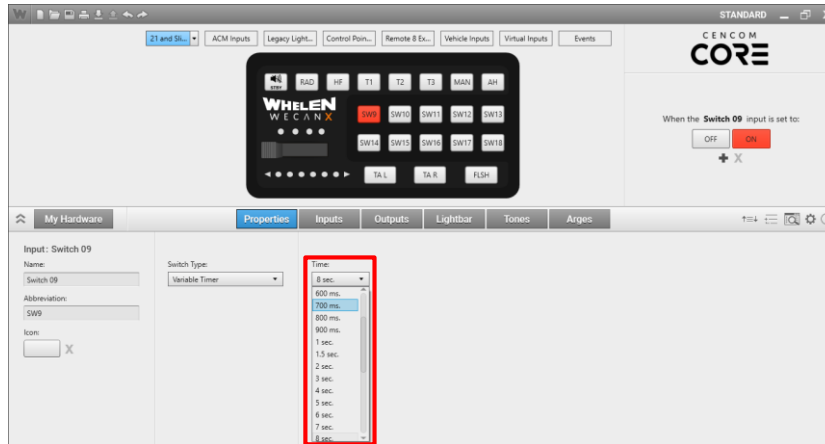 W
STANDARD
21 and Sli...
ACM Inputs
Legacy Light...
Control Poin...
Remote 8 Ex...
Vehicle Inputs
Virtual Inputs
Events
CENCOM
CORE
STBY
RAD
HF
T1
T2
T3
MAN
AH
WHELEN
WECANX
SW9
SW10
SW11
SW12
SW13
SW14
SW15
SW16
SW17
SW18
TA L
TA R
FLSH
When the Switch 09 input is set to:
OFF
ON
X
My Hardware
Properties
Inputs
Outputs
Lightbar
Tones
Arges
Input: Switch 09
Name:
Switch 09
Abbreviation:
SW9
Icon:
X
Switch Type:
Variable Timer
Time:
8 sec.
600 ms.
700 ms.
800 ms.
900 ms.
1 sec.
1.5 sec.
2 sec.
3 sec.
4 sec.
5 sec.
6 sec.
7 sec.
8 sec.